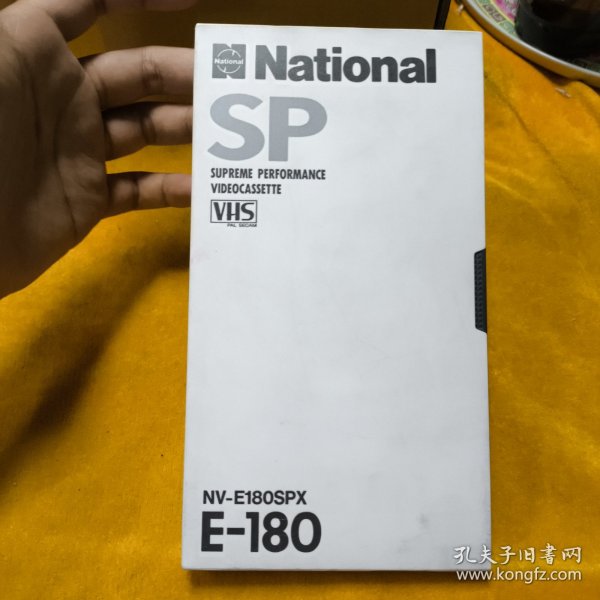 National
National
SP
SUPREME PERFORMANCE
VIDEOCASSETTE
VHS
PAL SECAM
NV-E180SPX
E-180
孔夫子旧書网
www.kongfz.com